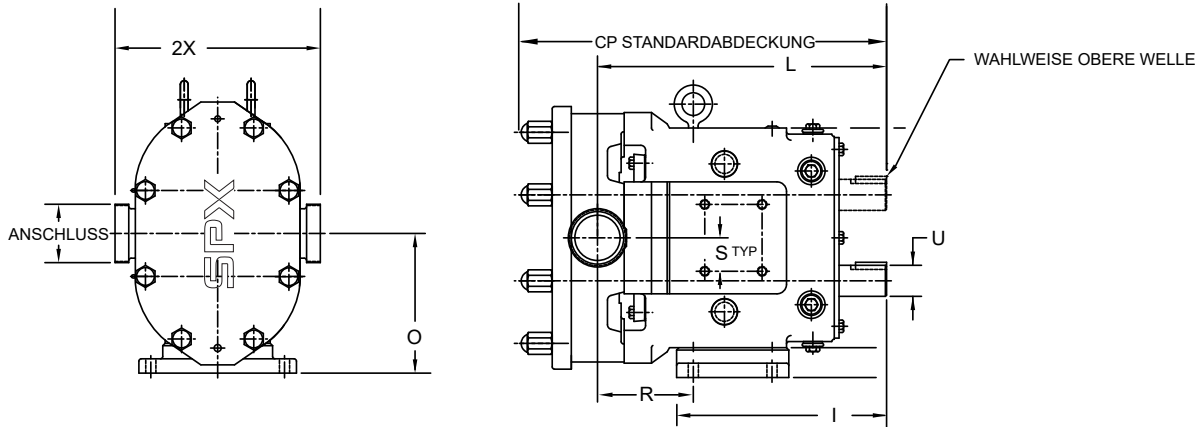 2X
CP STANDARDABDECKUNG
L
WAHLWEISE OBERE WELLE
ANSCHLUSS
SPX
S TYP
U
O
R
I